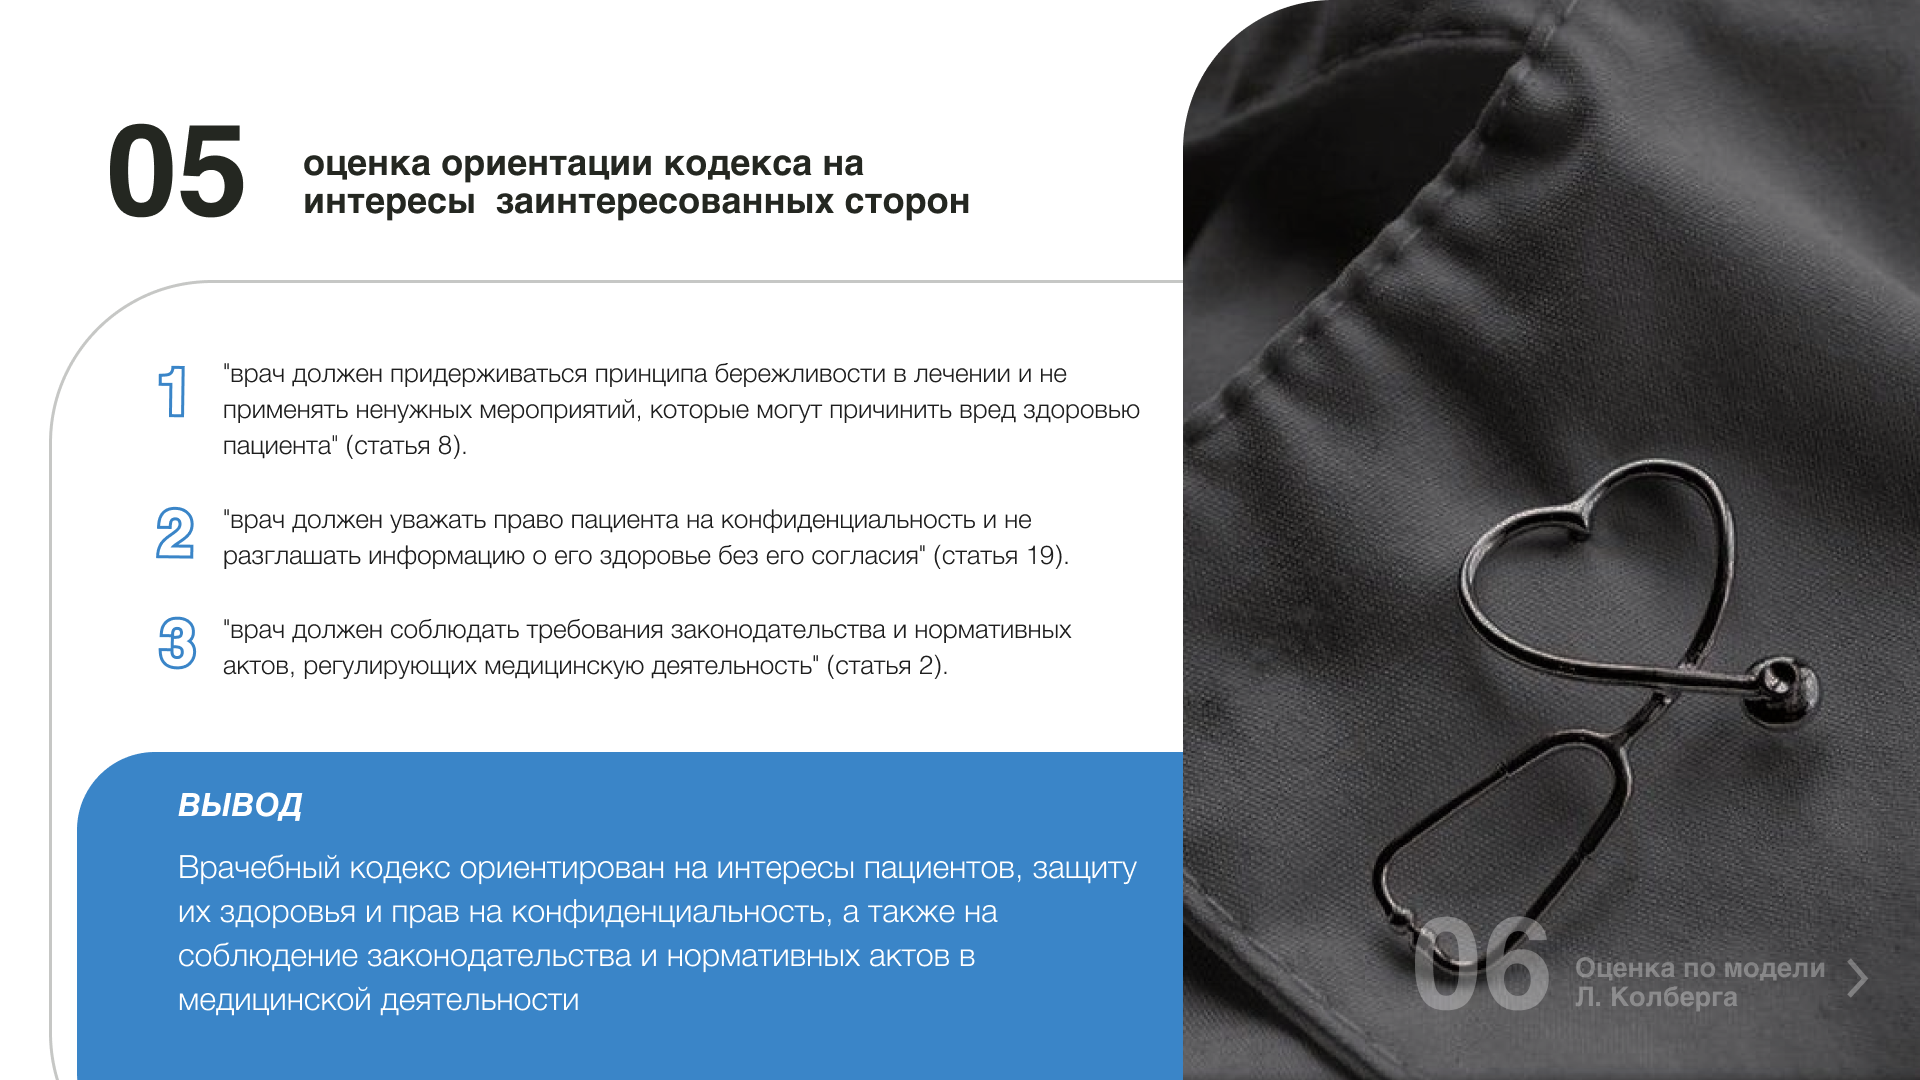 05
оценка ориентации кодекса на
интересы  заинтересованных сторон
1
"врач должен придерживаться принципа бережливости в лечении и не
применять ненужных мероприятий, которые могут причинить вред здоровью
пациента" (статья 8).
2
"врач должен уважать право пациента на конфиденциальность и не
разглашать информацию о его здоровье без его согласия" (статья 19).
3
"врач должен соблюдать требования законодательства и нормативных
актов, регулирующих медицинскую деятельность" (статья 2).
ВЫВОД
Врачебный кодекс ориентирован на интересы пациентов, защиту
их здоровья и прав на конфиденциальность, а также на
соблюдение законодательства и нормативных актов в
медицинской деятельности
06
Оценка по модели
Л. Колберга